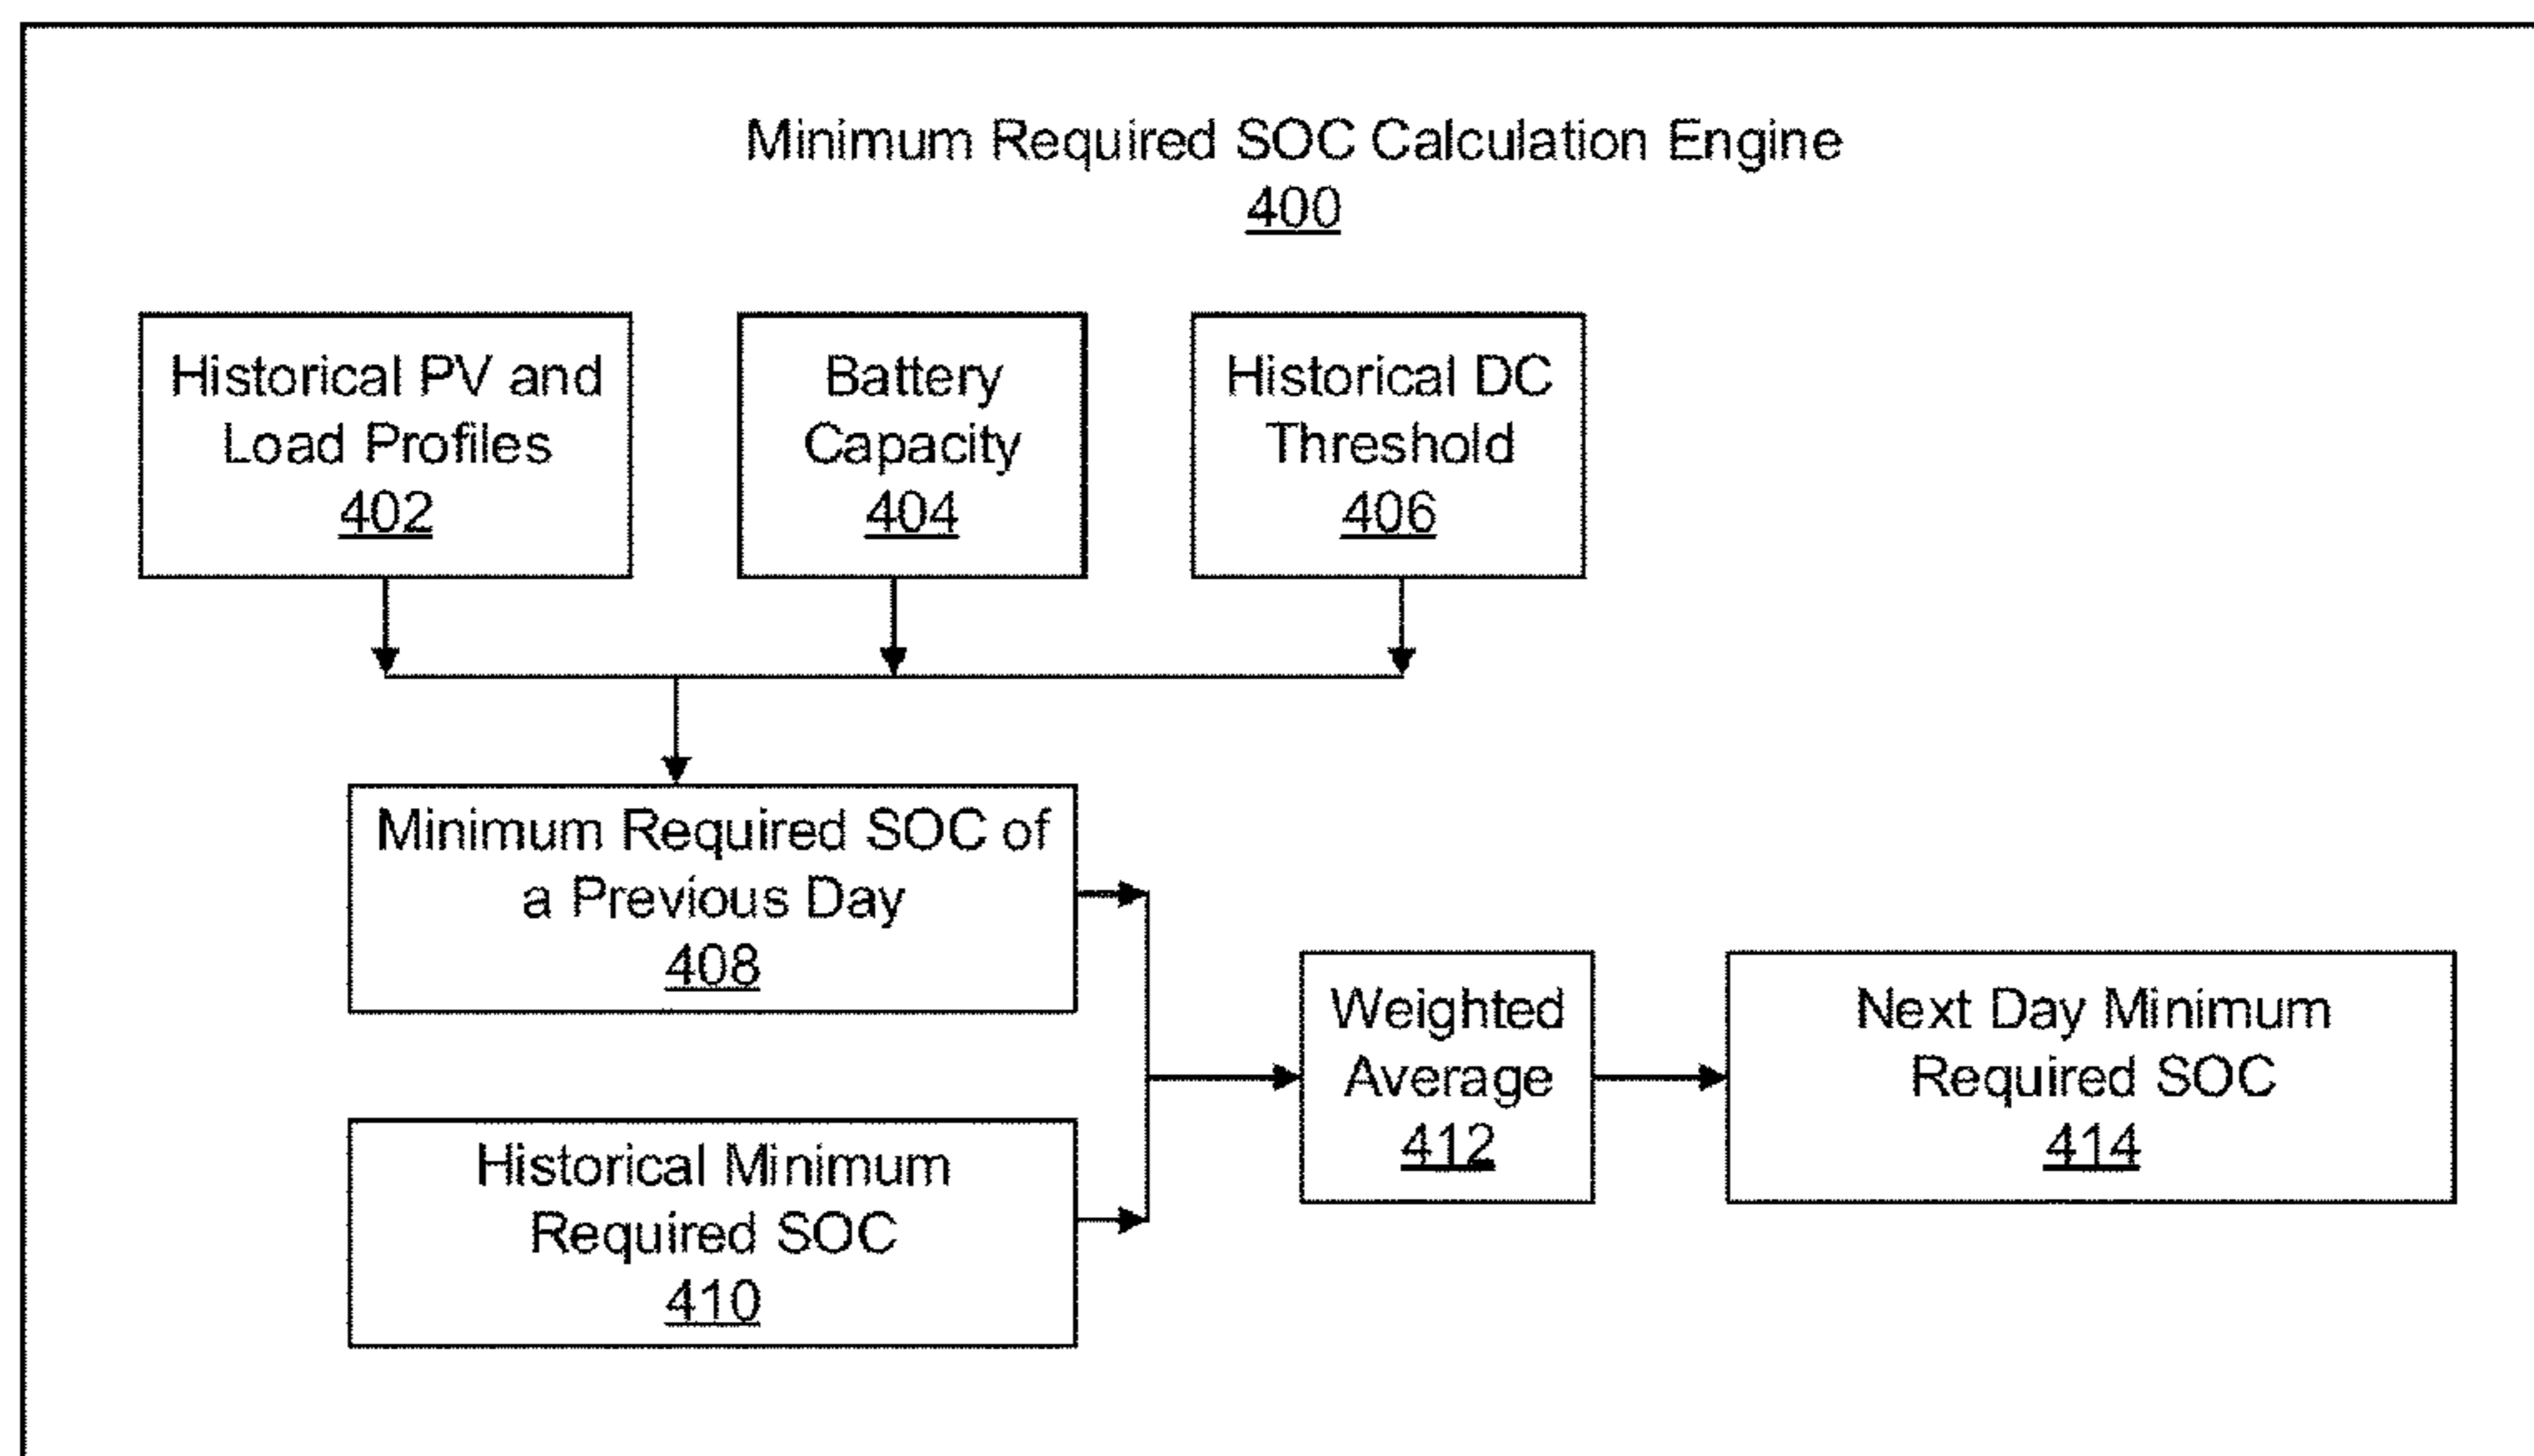 Minimum Required SOC Calculation Engine
400
Historical PV and
Load Profiles
402
Battery
Capacity
404
Historical DC
Threshold
406
Minimum Required SOC of
a Previous Day
408
Historical Minimum
Required SOC
410
Weighted
Average
412
Next Day Minimum
Required SOC
414